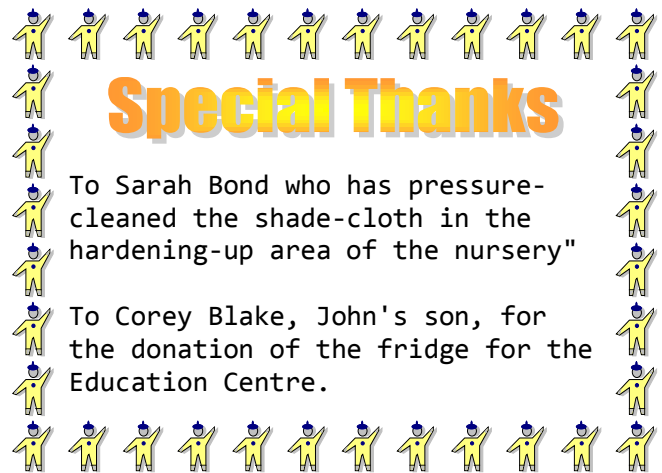 Special Thanks
To Sarah Bond who has pressure-
cleaned the shade-cloth in the
hardening-up area of the nursery"
To Corey Blake, John's son, for
the donation of the fridge for the
Education Centre.